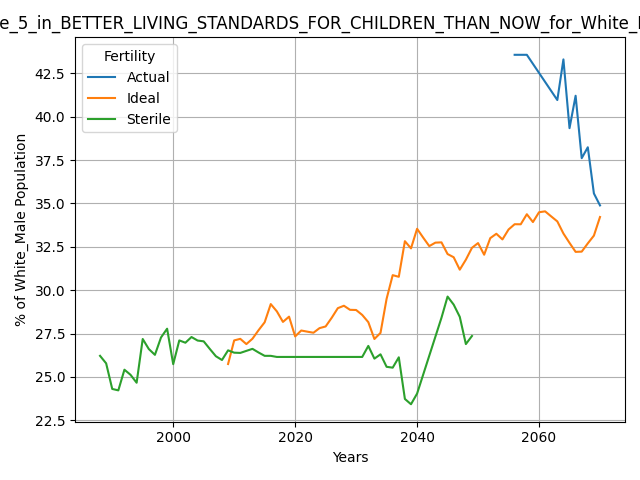 e_5_in_BETTER_LIVING_STANDARDS_FOR_CHILDREN_THAN_NOW_for_White_
Fertility
Actual
Ideal
Sterile
% of White_Male Population
42.5
40.0
37.5
35.0
32.5
30.0
27.5
25.0
22.5
2000
2020
2040
2060
Years